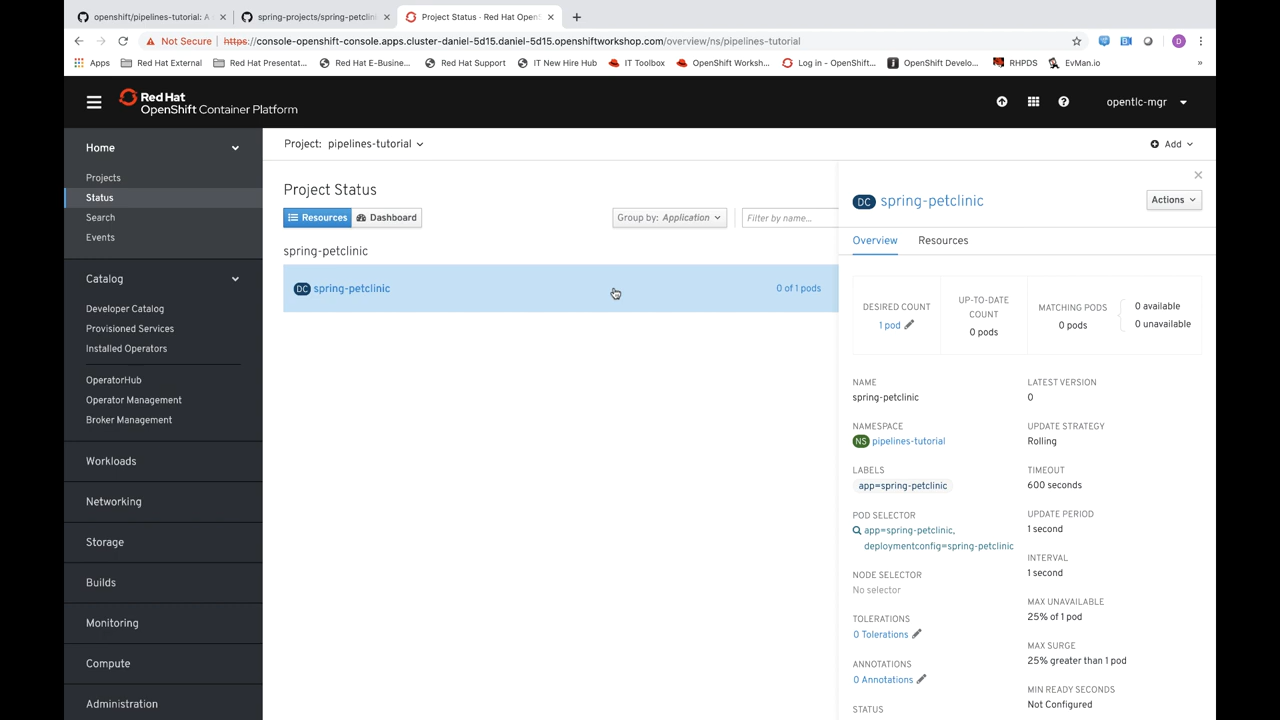 openshift/pipelines-tutorial: A s
spring-projects/spring-petclini
Project Status · Red Hat Open
Not Secure
https://console-openshift-console.apps.cluster-daniel-5d15.daniel-5d15.openshiftworkshop.com/overview/ns/pipelines-tutorial
D
Apps
Red Hat External
Red Hat Presentat...
Red Hat E-Busine...
Red Hat Support
IT New Hire Hub
IT Toolbox
OpenShift Worksh...
Log in - OpenShift...
OpenShift Develo...
RHPDS
EvMan.io
»
Red Hat
OpenShift Container Platform
opentlc-mgr
Home
Projects
Status
Search
Events
Catalog
Developer Catalog
Provisioned Services
Installed Operators
OperatorHub
Operator Management
Broker Management
Workloads
Networking
Storage
Builds
Monitoring
Compute
Administration
Project: pipelines-tutorial
Add
Project Status
Resources
Dashboard
Group by: Application
Filter by name...
spring-petclinic
DC spring-petclinic
0 of 1 pods
DC spring-petclinic
Actions
Overview
Resources
DESIRED COUNT
1 pod
UP-TO-DATE
COUNT
0 pods
MATCHING PODS
0 pods
0 available
0 unavailable
NAME
spring-petclinic
NAMESPACE
NS pipelines-tutorial
LABELS
app=spring-petclinic
POD SELECTOR
app=spring-petclinic,
deploymentconfig=spring-petclinic
NODE SELECTOR
No selector
TOLERATIONS
0 Tolerations
ANNOTATIONS
0 Annotations
STATUS
LATEST VERSION
0
UPDATE STRATEGY
Rolling
TIMEOUT
600 seconds
UPDATE PERIOD
1 second
INTERVAL
1 second
MAX UNAVAILABLE
25% of 1 pod
MAX SURGE
25% greater than 1 pod
MIN READY SECONDS
Not Configured